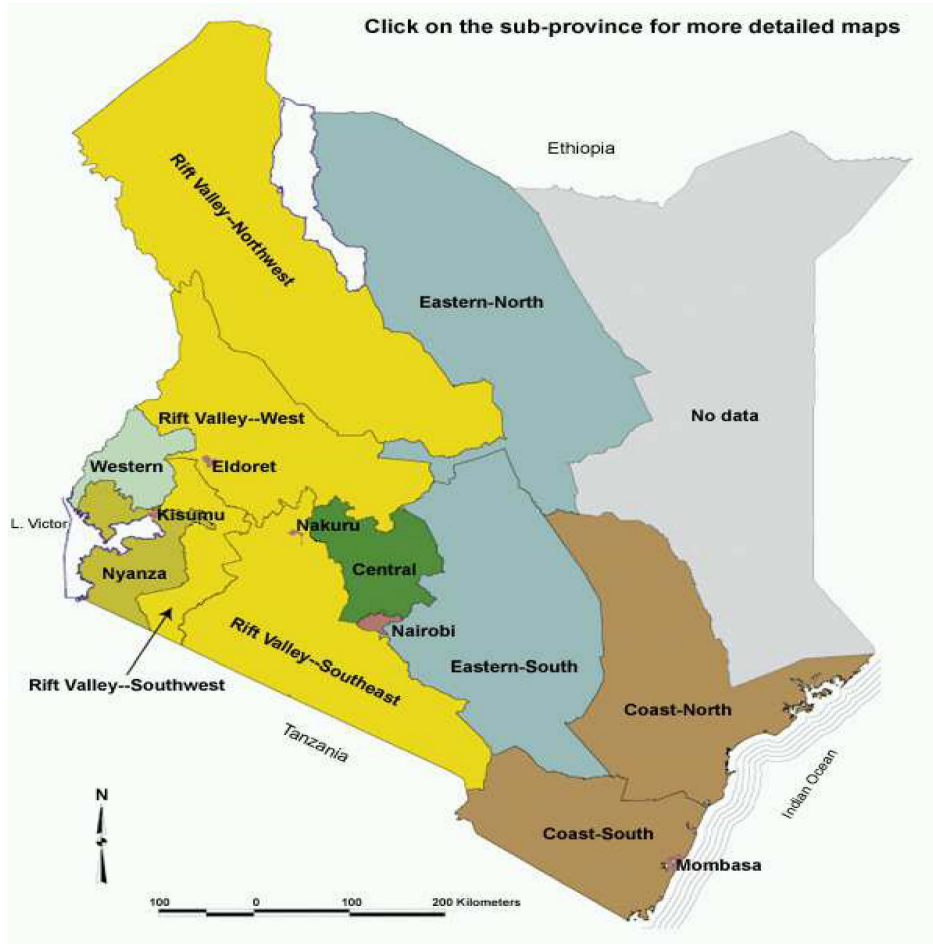 Click on the sub-province for more detailed maps
Ethiopia
Rift Valley--Northwest
Eastern-North
No data
Rift Valley--West
Western
Eldoret
L. Victor
Kisumu
Nakuru
Nyanza
Central
Nairobi
Rift Valley--Southeast
Eastern-South
Rift Valley--Southwest
Coast-North
Tanzania
Indian Ocean
N
Coast-South
Mombasa
100 0 100 200 Kilometers